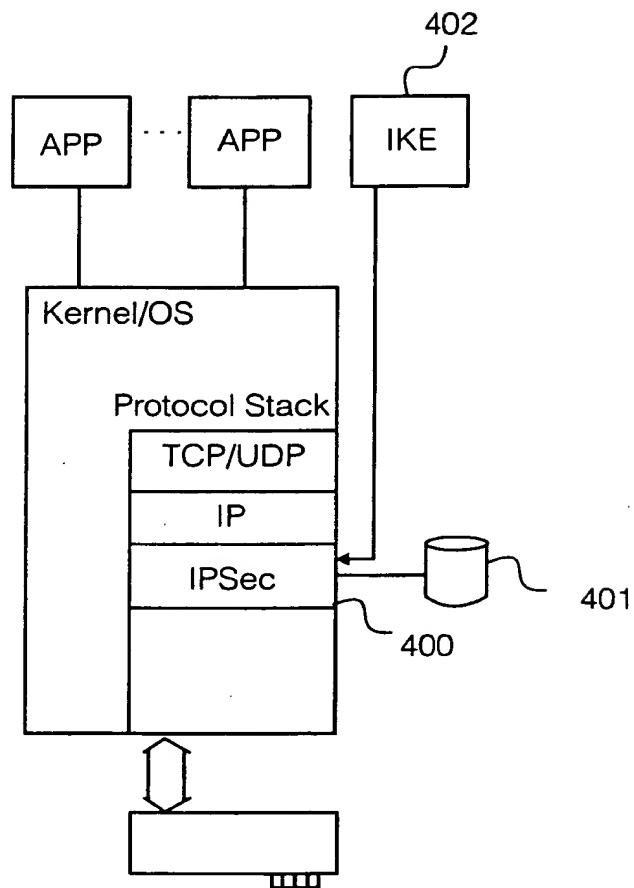 402
APP
APP
IKE
Kernel/OS
Protocol Stack
TCP/UDP
IP
IPSec
401
400